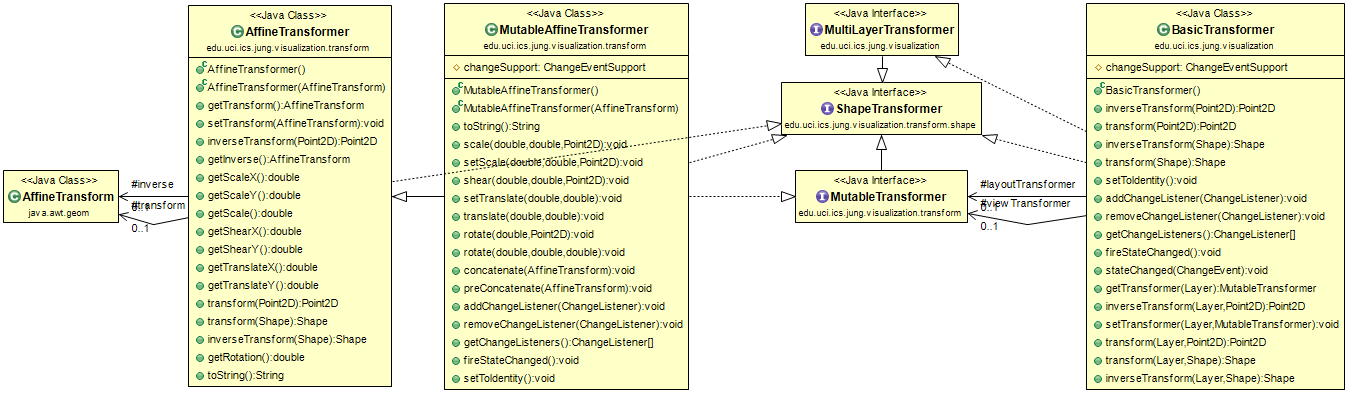 <<Java Class>>
AffineTransform
java.awt.geom
#inverse
0..1
#transform
0..1
<<Java Class>>
AffineTransformer
edu.uci.ics.jung.visualization.transform
AffineTransformer()
AffineTransformer(AffineTransform)
getTransform():AffineTransform
setTransform(AffineTransform):void
inverseTransform(Point2D):Point2D
getInverse():AffineTransform
getScaleX():double
getScaleY():double
getScale():double
getShearX():double
getShearY():double
getTranslateX():double
getTranslateY():double
transform(Point2D):Point2D
transform(Shape):Shape
inverseTransform(Shape):Shape
getRotation():double
toString():String
<<Java Class>>
MutableAffineTransformer
edu.uci.ics.jung.visualization.transform
changeSupport: ChangeEventSupport
MutableAffineTransformer()
MutableAffineTransformer(AffineTransform)
toString():String
scale(double,double,Point2D):void
setScale(double,double,Point2D):void
shear(double,double,Point2D):void
setTranslate(double,double):void
translate(double,double):void
rotate(double,Point2D):void
rotate(double,double,double):void
concatenate(AffineTransform):void
preConcatenate(AffineTransform):void
addChangeListener(ChangeListener):void
removeChangeListener(ChangeListener):void
getChangeListeners():ChangeListener[]
fireStateChanged():void
setToIdentity():void
<<Java Interface>>
MultiLayerTransformer
edu.uci.ics.jung.visualization
<<Java Interface>>
ShapeTransformer
edu.uci.ics.jung.visualization.transform.shape
<<Java Interface>>
MutableTransformer
edu.uci.ics.jung.visualization.transform
#layoutTransformer
0..1
#viewTransformer
0..1
<<Java Class>>
BasicTransformer
edu.uci.ics.jung.visualization
changeSupport: ChangeEventSupport
BasicTransformer()
inverseTransform(Point2D):Point2D
transform(Point2D):Point2D
inverseTransform(Shape):Shape
transform(Shape):Shape
setToIdentity():void
addChangeListener(ChangeListener):void
removeChangeListener(ChangeListener):void
getChangeListeners():ChangeListener[]
fireStateChanged():void
stateChanged(ChangeEvent):void
getTransformer(Layer):MutableTransformer
inverseTransform(Layer,Point2D):Point2D
setTransformer(Layer,MutableTransformer):void
transform(Layer,Point2D):Point2D
transform(Layer,Shape):Shape
inverseTransform(Layer,Shape):Shape